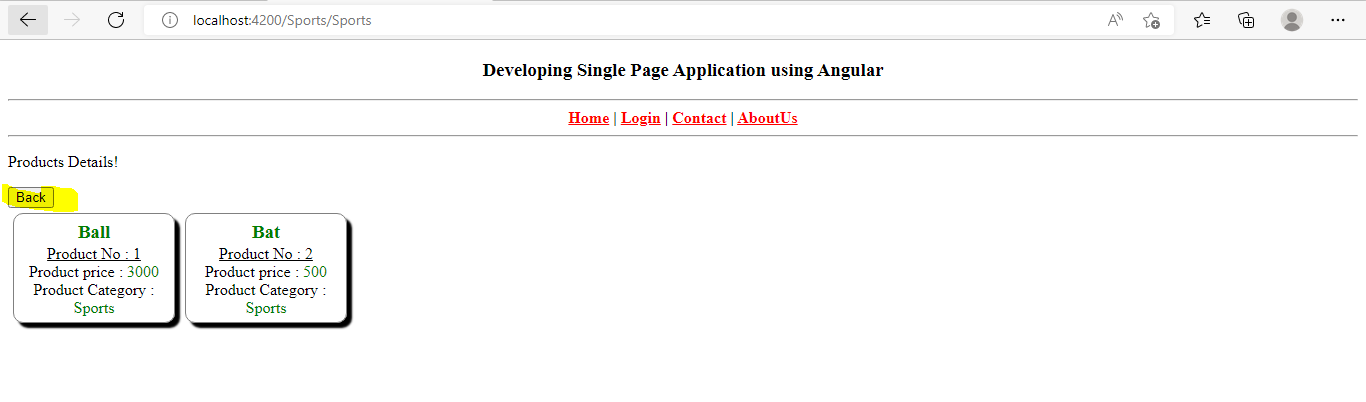 localhost:4200/Sports/Sports
Developing Single Page Application using Angular
Home | Login | Contact | AboutUs
Products Details!
Back
Ball
Product No : 1
Product price : 3000
Product Category :
Sports
Bat
Product No : 2
Product price : 500
Product Category :
Sports